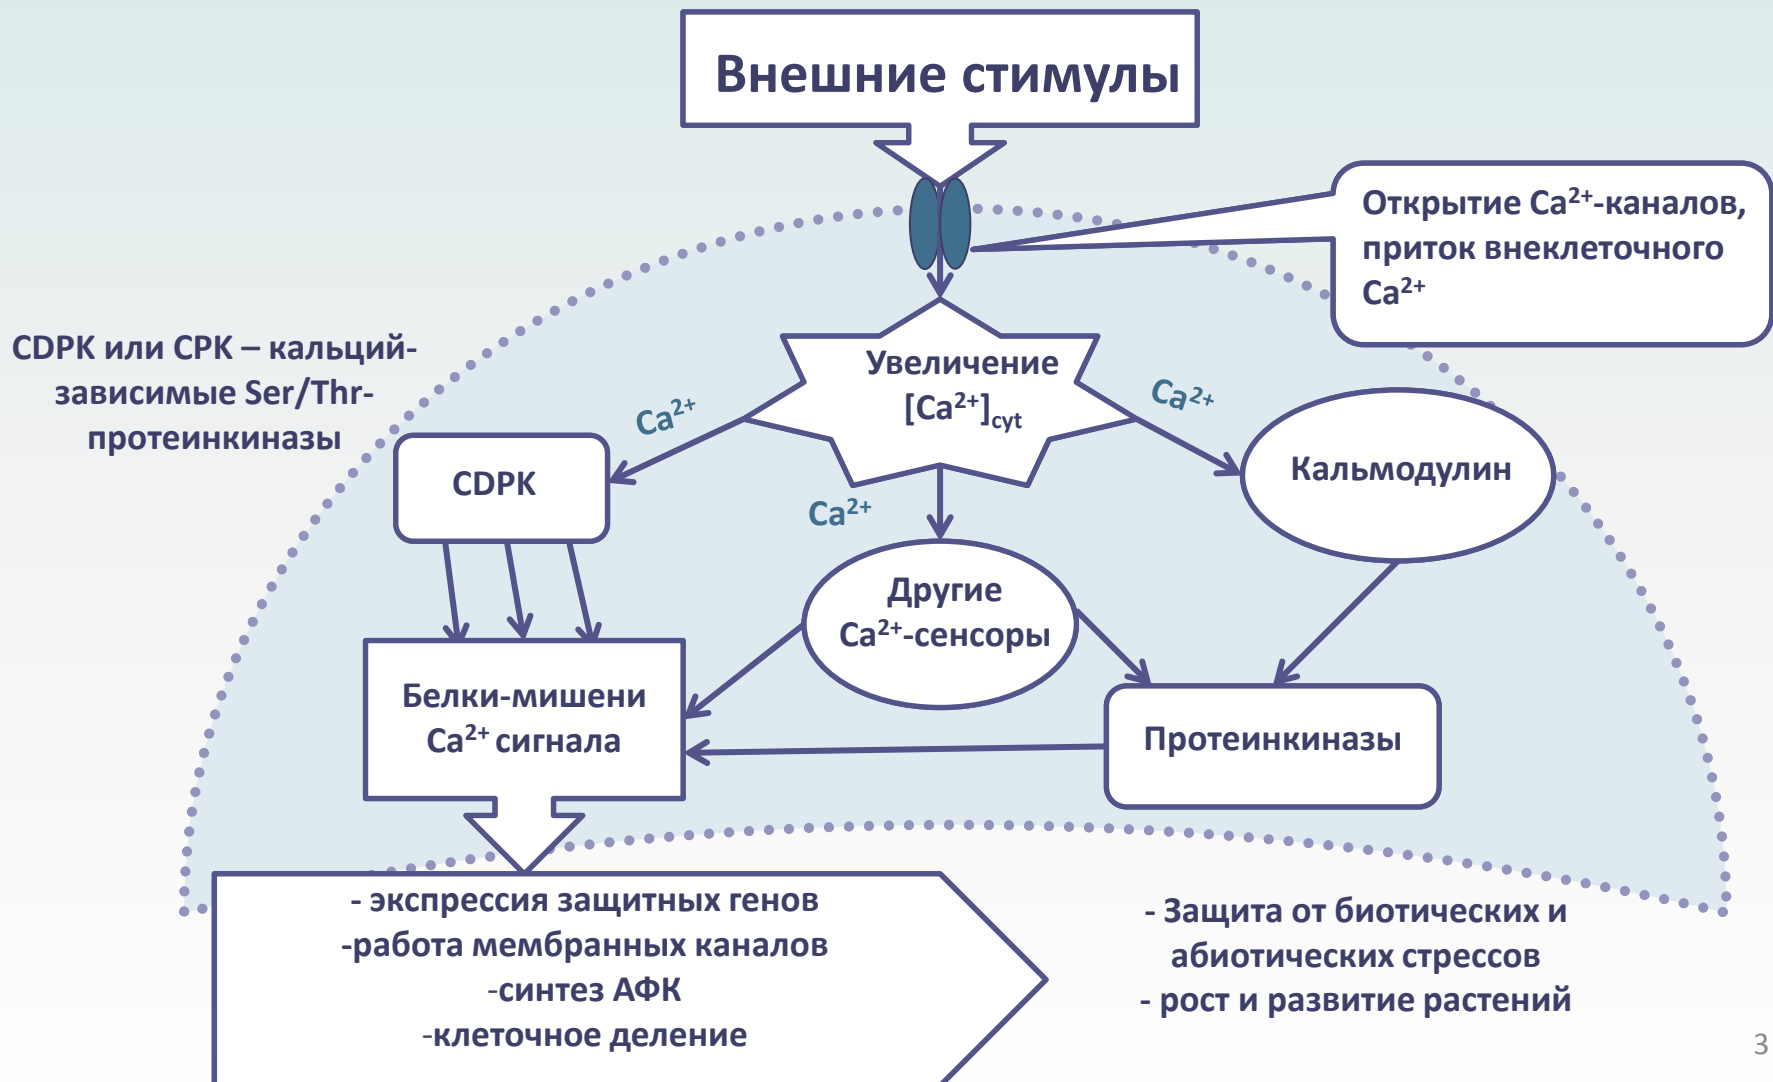 Внешние стимулы
Открытие Ca²⁺-каналов,
приток внеклеточного
Ca²⁺
CDPK или CPK – кальций-
зависимые Ser/Thr-
протеинкиназы
Увеличение
[Ca²⁺]cyt
Ca²⁺
Ca²⁺
Ca²⁺
CDPK
Кальмодулин
Другие
Ca²⁺-сенсоры
Белки-мишени
Ca²⁺ сигнала
Протеинкиназы
- экспрессия защитных генов
-работа мембранных каналов
-синтез АФК
-клеточное деление
- Защита от биотических и
абиотических стрессов
- рост и развитие растений
3